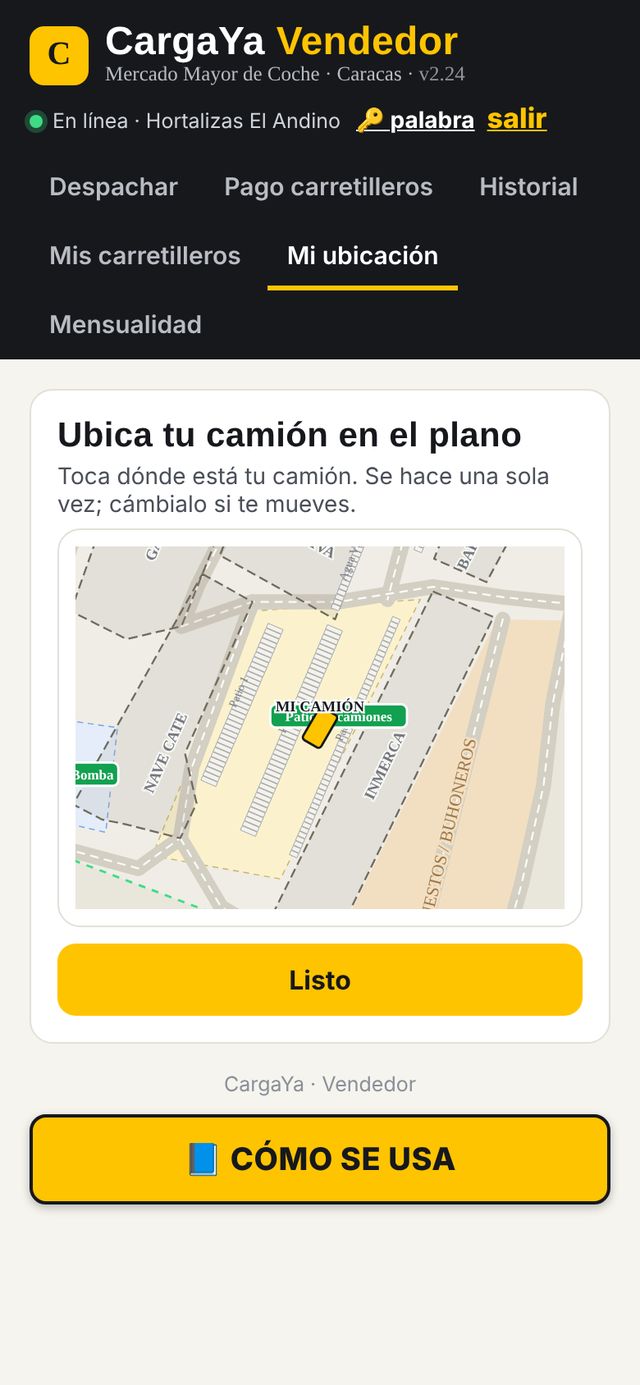 C
CargaYa Vendedor
Mercado Mayor de Coche · Caracas · v2.24
En línea · Hortalizas El Andino 🔑 palabra salir
Despachar Pago carretilleros Historial
Mis carretilleros Mi ubicación
Mensualidad
Ubica tu camión en el plano
Toca dónde está tu camión. Se hace una sola
vez; cámbialo si te mueves.
Patio 1
MI CAMIÓN
camiones
Bomba
NAVE CATE
INMERCA
BUHONEROS
Listo
CargaYa · Vendedor
📘 CÓMO SE USA